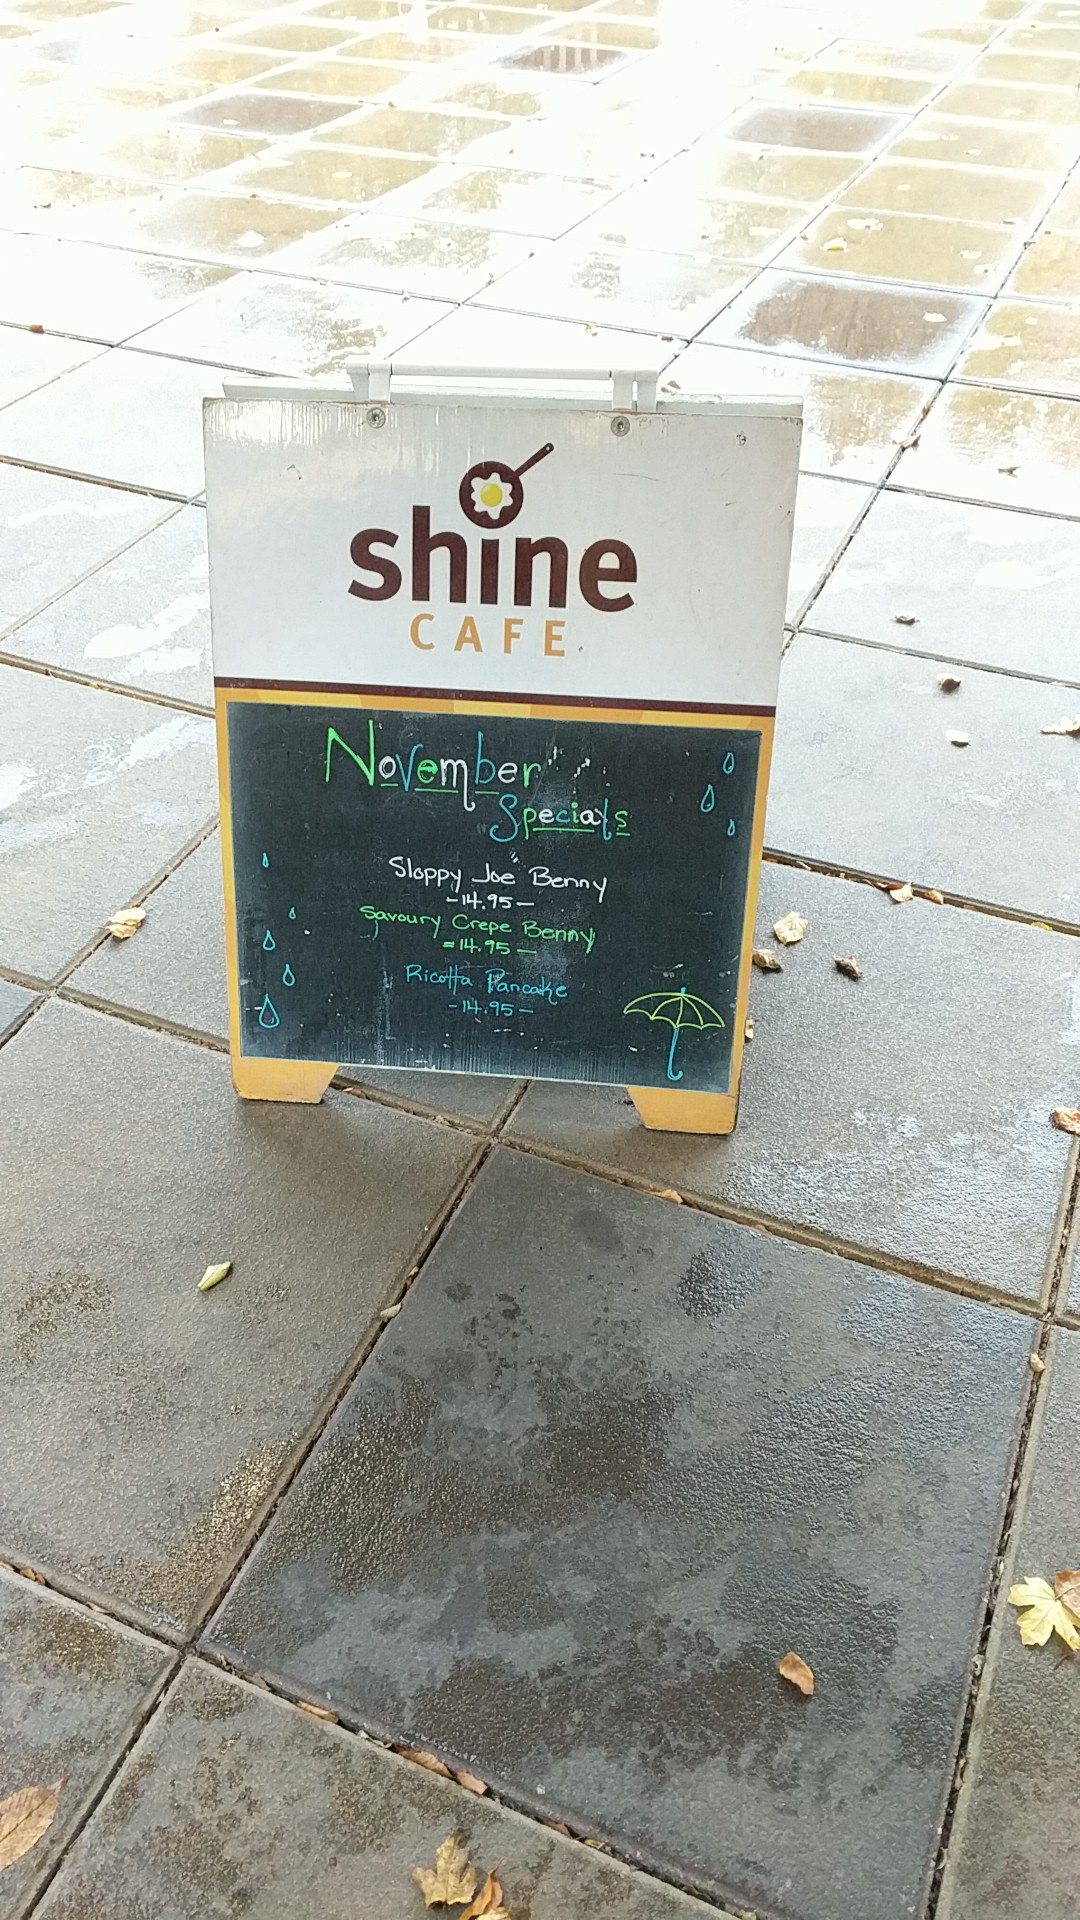 shine
CAFE
November
Specials
Sloppy Joe Benny
-14.95-
Savoury Crepe Benny
=14.95-
Ricotta Pancake
-14.95-